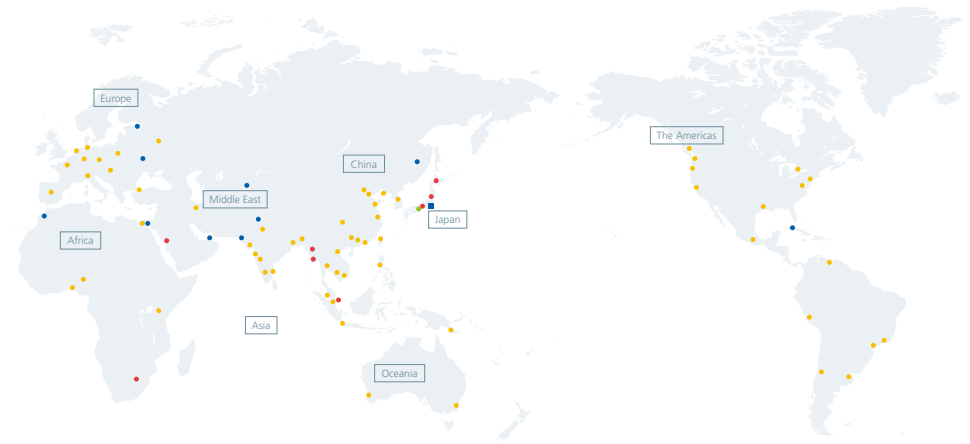 Europe
The Americas
China
Middle East
Japan
Africa
Asia
Oceania